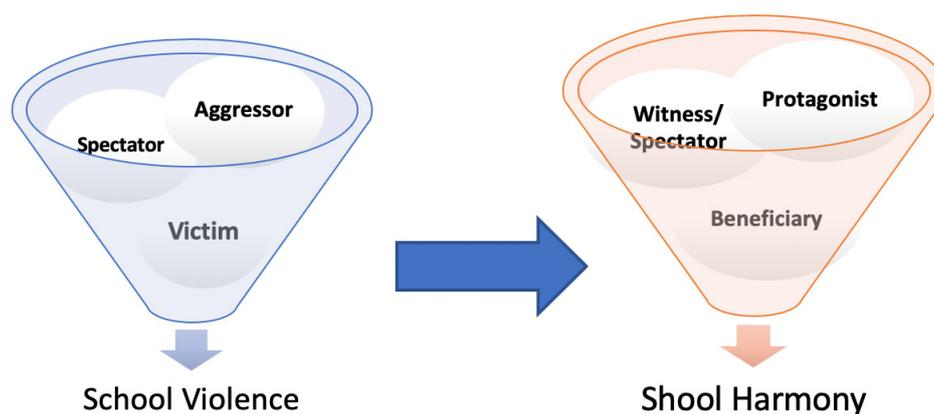 Aggressor
Spectator
Victim
School Violence
Protagonist
Witness/
Spectator
Beneficiary
Shool Harmony